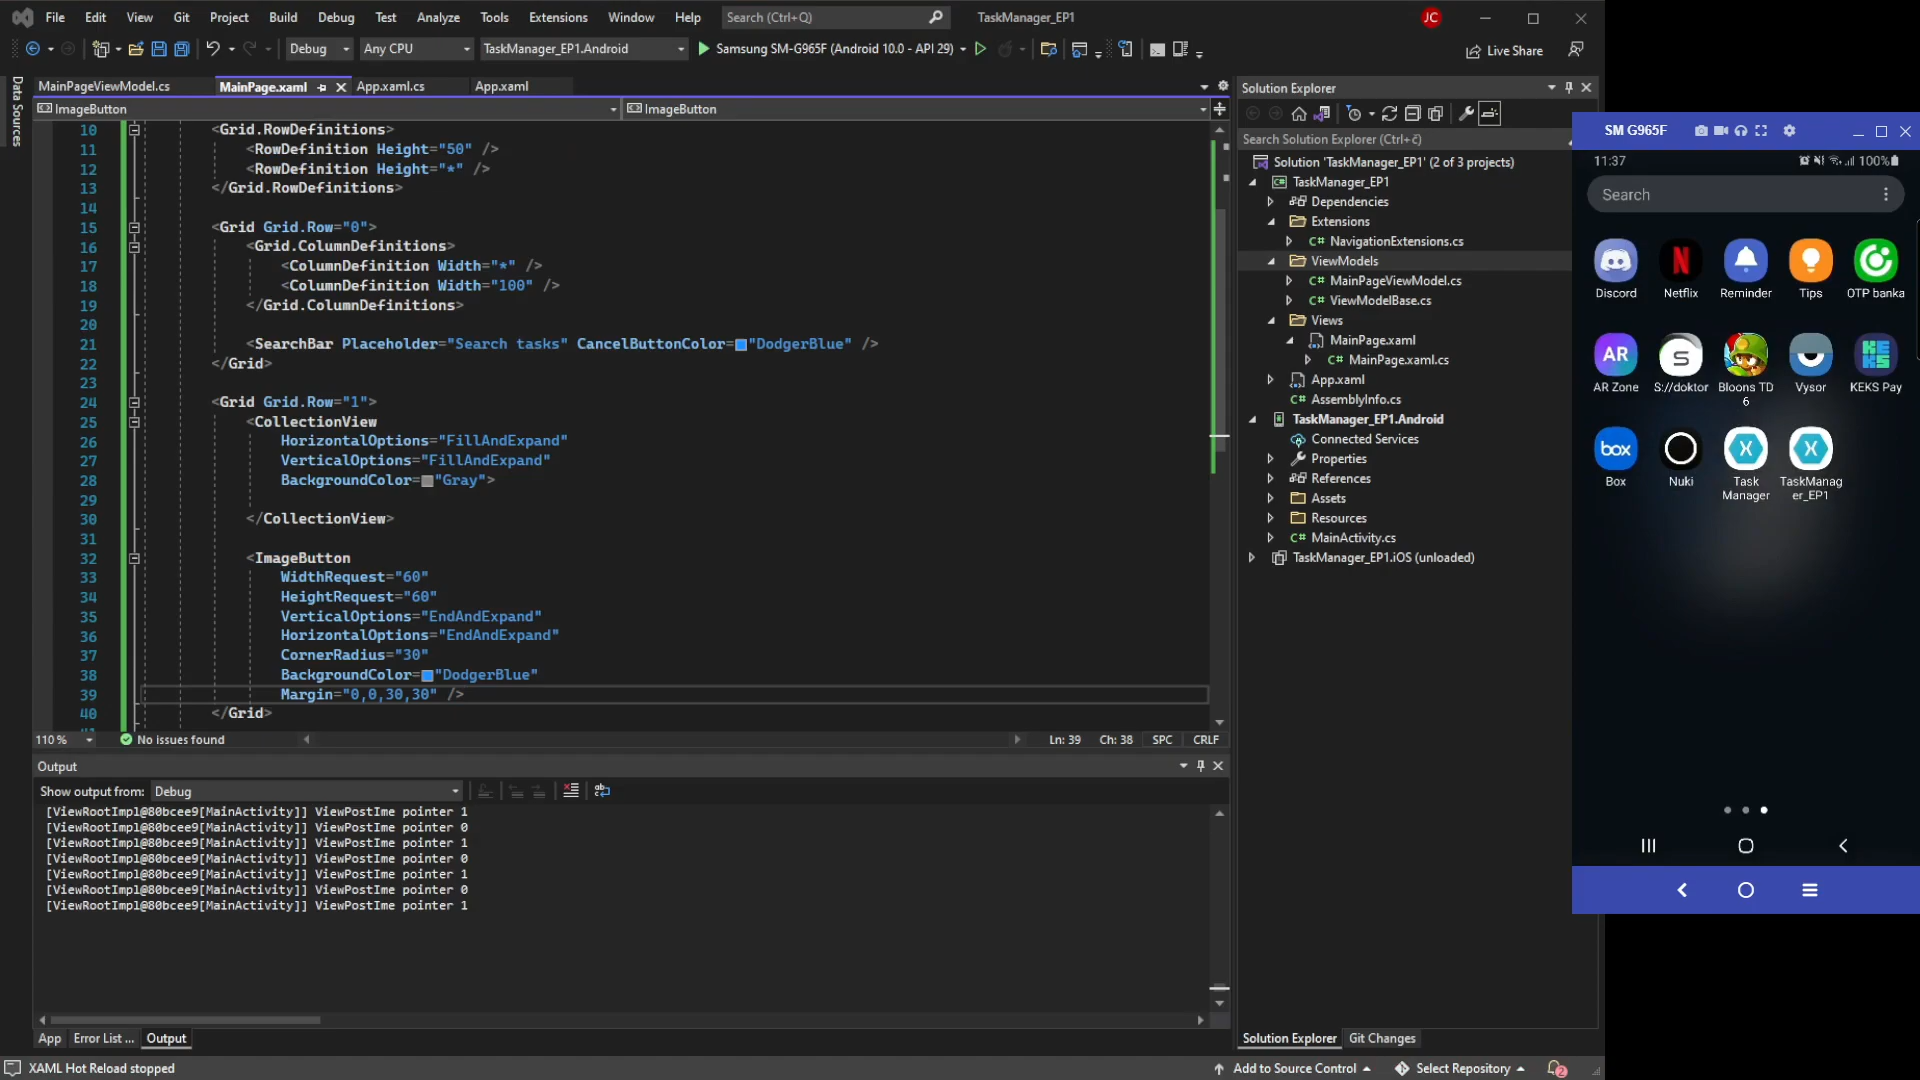 File Edit View Git Project Build Debug Test Analyze Tools Extensions Window Help Search (Ctrl+Q) TaskManager_EP1 JC
Debug Any CPU TaskManager_EP1.Android Samsung SM-G965F (Android 10.0 - API 29) Live Share
Data Sources
MainPageViewModel.cs MainPage.xaml App.xaml.cs App.xaml
ImageButton ImageButton
10 <Grid.RowDefinitions>
11 <RowDefinition Height="50" />
12 <RowDefinition Height="*" />
13 </Grid.RowDefinitions>
14
15 <Grid Grid.Row="0">
16 <Grid.ColumnDefinitions>
17 <ColumnDefinition Width="*" />
18 <ColumnDefinition Width="100" />
19 </Grid.ColumnDefinitions>
20
21 <SearchBar Placeholder="Search tasks" CancelButtonColor="DodgerBlue" />
22 </Grid>
23
24 <Grid Grid.Row="1">
25 <CollectionView
26 HorizontalOptions="FillAndExpand"
27 VerticalOptions="FillAndExpand"
28 BackgroundColor="Gray">
29
30 </CollectionView>
31
32 <ImageButton
33 WidthRequest="60"
34 HeightRequest="60"
35 VerticalOptions="EndAndExpand"
36 HorizontalOptions="EndAndExpand"
37 CornerRadius="30"
38 BackgroundColor="DodgerBlue"
39 Margin="0,0,30,30" />
40 </Grid>
110 % No issues found Ln: 39 Ch: 38 SPC CRLF
Output
Show output from: Debug
[ViewRootImpl@80bcee9[MainActivity]] ViewPostIme pointer 1
[ViewRootImpl@80bcee9[MainActivity]] ViewPostIme pointer 0
[ViewRootImpl@80bcee9[MainActivity]] ViewPostIme pointer 1
[ViewRootImpl@80bcee9[MainActivity]] ViewPostIme pointer 0
[ViewRootImpl@80bcee9[MainActivity]] ViewPostIme pointer 1
[ViewRootImpl@80bcee9[MainActivity]] ViewPostIme pointer 0
[ViewRootImpl@80bcee9[MainActivity]] ViewPostIme pointer 1
App Error List ... Output
XAML Hot Reload stopped
Solution Explorer
Search Solution Explorer (Ctrl+č)
Solution 'TaskManager_EP1' (2 of 3 projects)
TaskManager_EP1
Dependencies
Extensions
C# NavigationExtensions.cs
ViewModels
C# MainPageViewModel.cs
C# ViewModelBase.cs
Views
MainPage.xaml
C# MainPage.xaml.cs
App.xaml
C# AssemblyInfo.cs
TaskManager_EP1.Android
Connected Services
Properties
References
Assets
Resources
C# MainActivity.cs
TaskManager_EP1.iOS (unloaded)
Solution Explorer Git Changes
Add to Source Control Select Repository 2
SM G965F
11:37 100%
Search
Discord Netflix Reminder Tips OTP banka
AR S
AR Zone S://doktor Bloons TD 6 Vysor KEKS Pay
box
Box Nuki Task Manager TaskManager_EP1